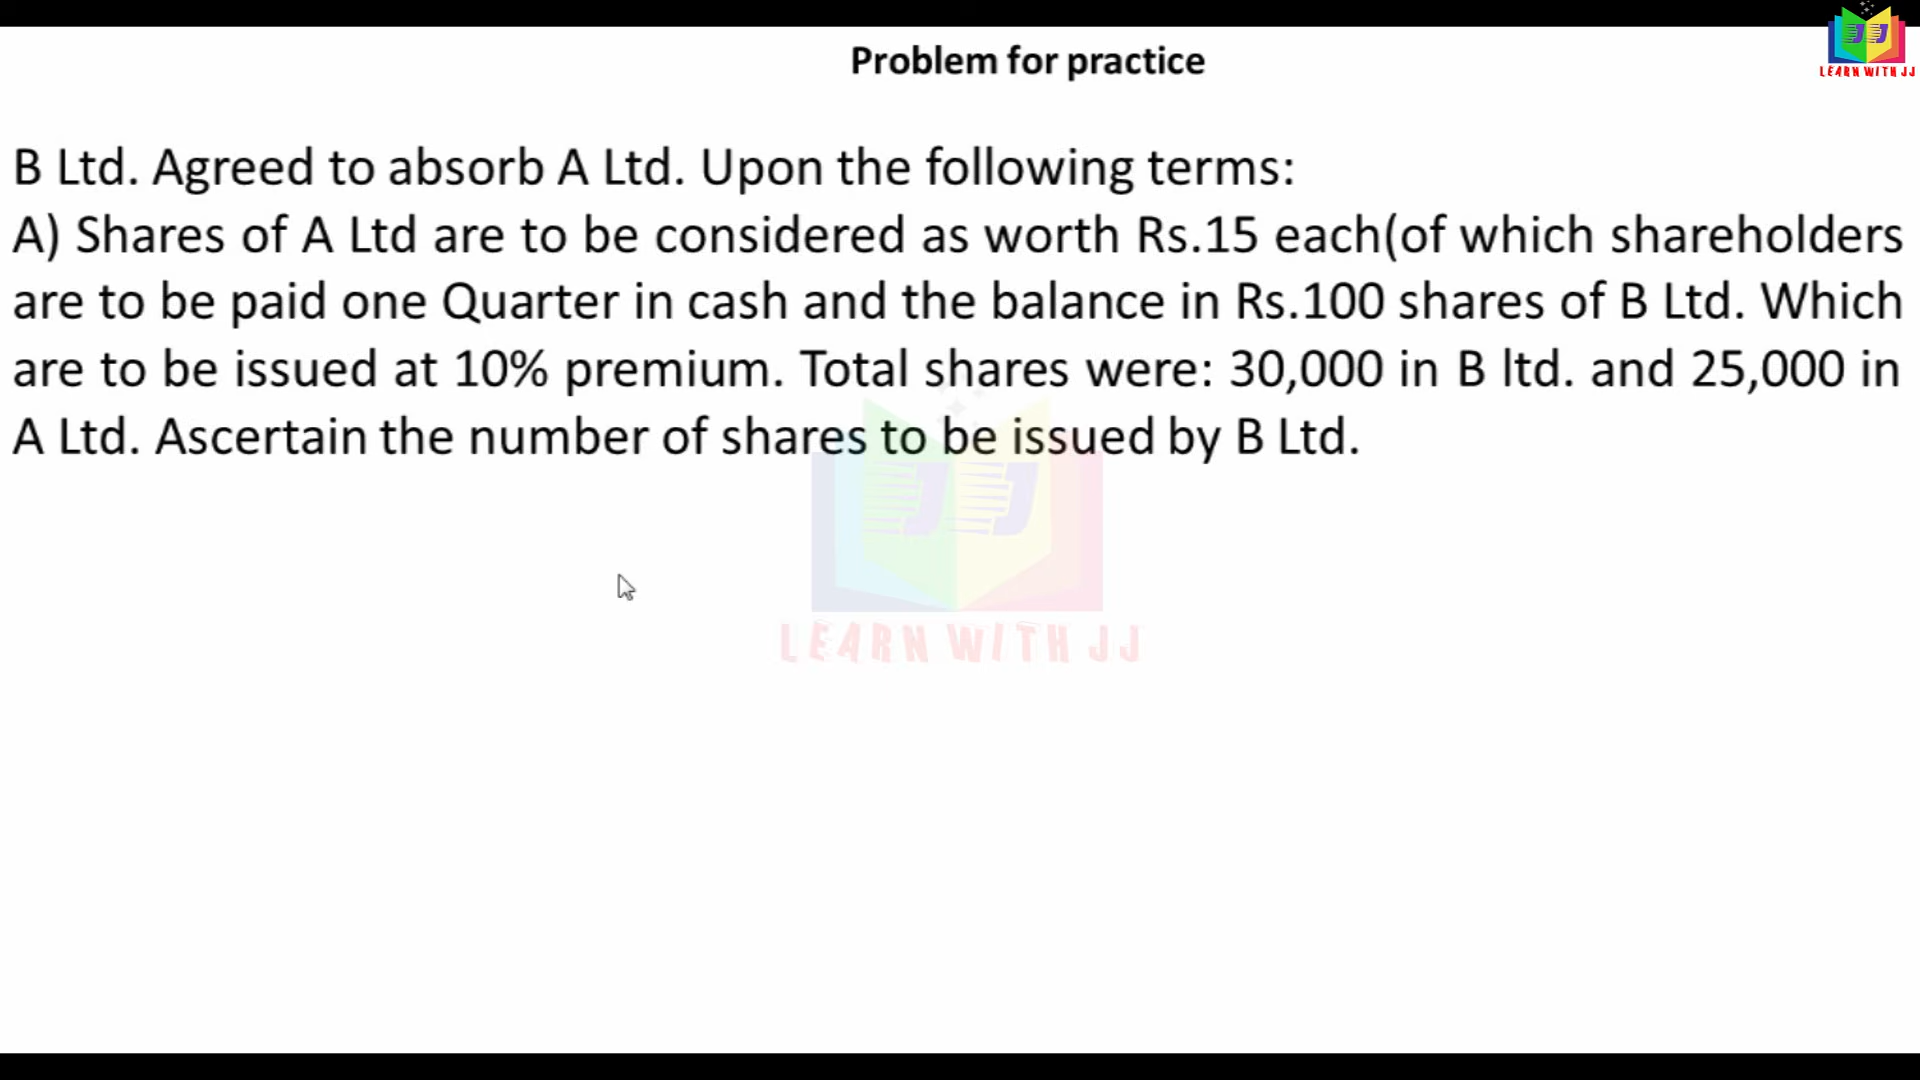 Problem for practice
LEARN WITH JJ
B Ltd. Agreed to absorb A Ltd. Upon the following terms:
A) Shares of A Ltd are to be considered as worth Rs.15 each(of which shareholders
are to be paid one Quarter in cash and the balance in Rs.100 shares of B Ltd. Which
are to be issued at 10% premium. Total shares were: 30,000 in B ltd. and 25,000 in
A Ltd. Ascertain the number of shares to be issued by B Ltd.
JJ
LEARN WITH JJ